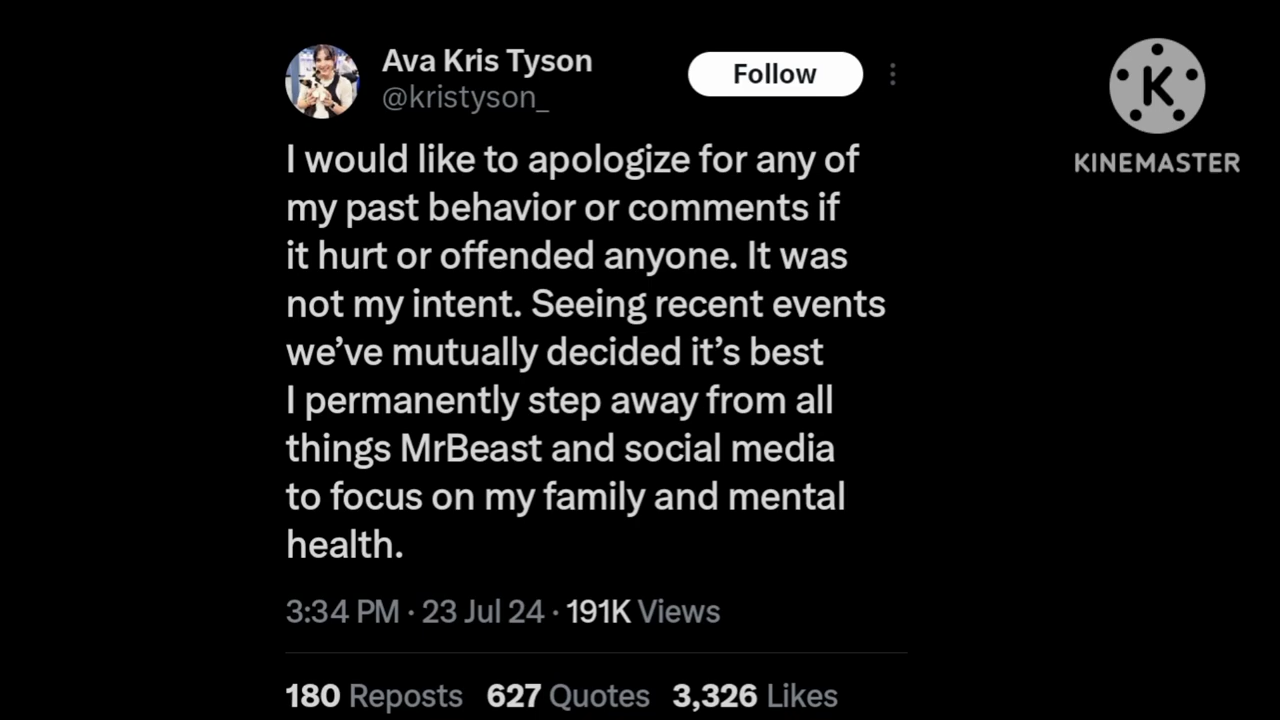 Ava Kris Tyson
@kristyson_
Follow
K
KINEMASTER
I would like to apologize for any of
my past behavior or comments if
it hurt or offended anyone. It was
not my intent. Seeing recent events
we’ve mutually decided it’s best
I permanently step away from all
things MrBeast and social media
to focus on my family and mental
health.
3:34 PM · 23 Jul 24 · 191K Views
180 Reposts 627 Quotes 3,326 Likes